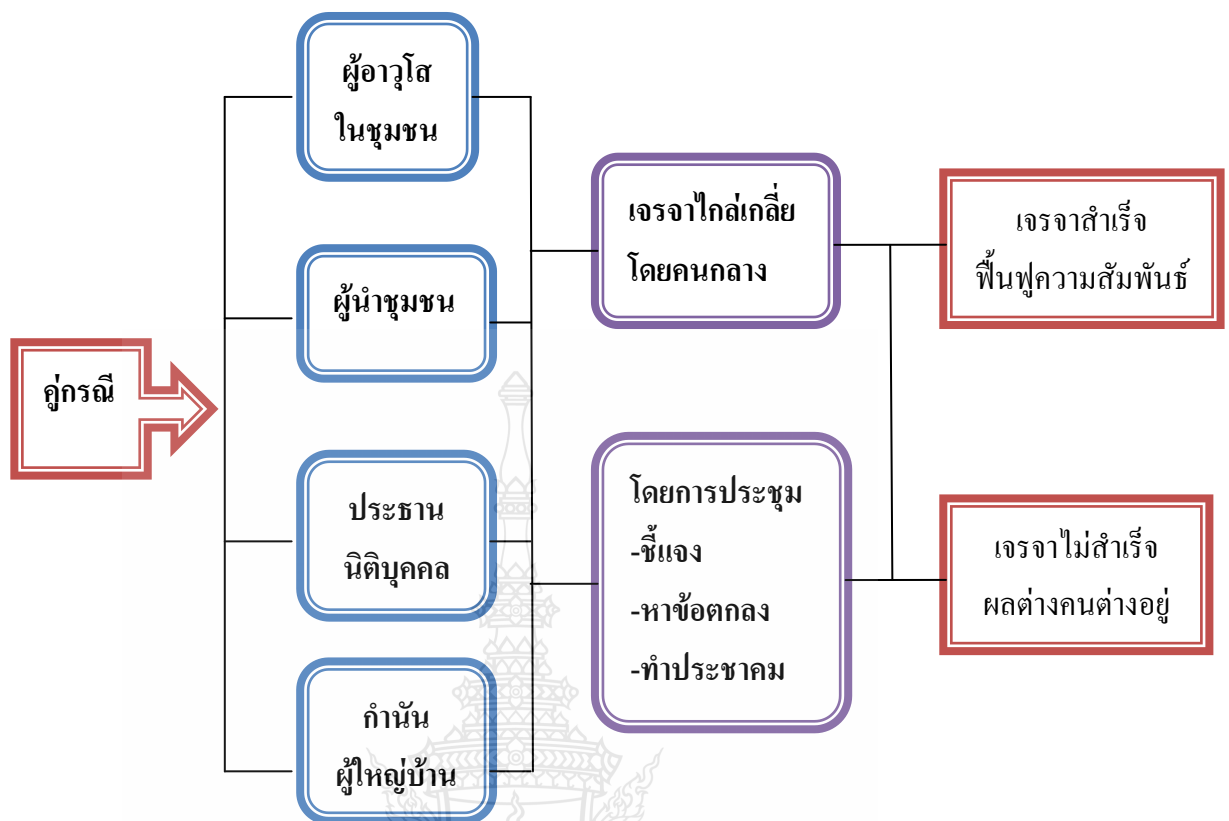 คู่กรณี
ผู้อาวุโส
ในชุมชน
ผู้นำชุมชน
ประธาน
นิติบุคคล
กำนัน
ผู้ใหญ่บ้าน
เจรจาไกล่เกลี่ย
โดยคนกลาง
โดยการประชุม
-ชี้แจง
-หาข้อตกลง
-ทำประชาคม
เจรจาสำเร็จ
ฟื้นฟูความสัมพันธ์
เจรจาไม่สำเร็จ
ผลต่างคนต่างอยู่